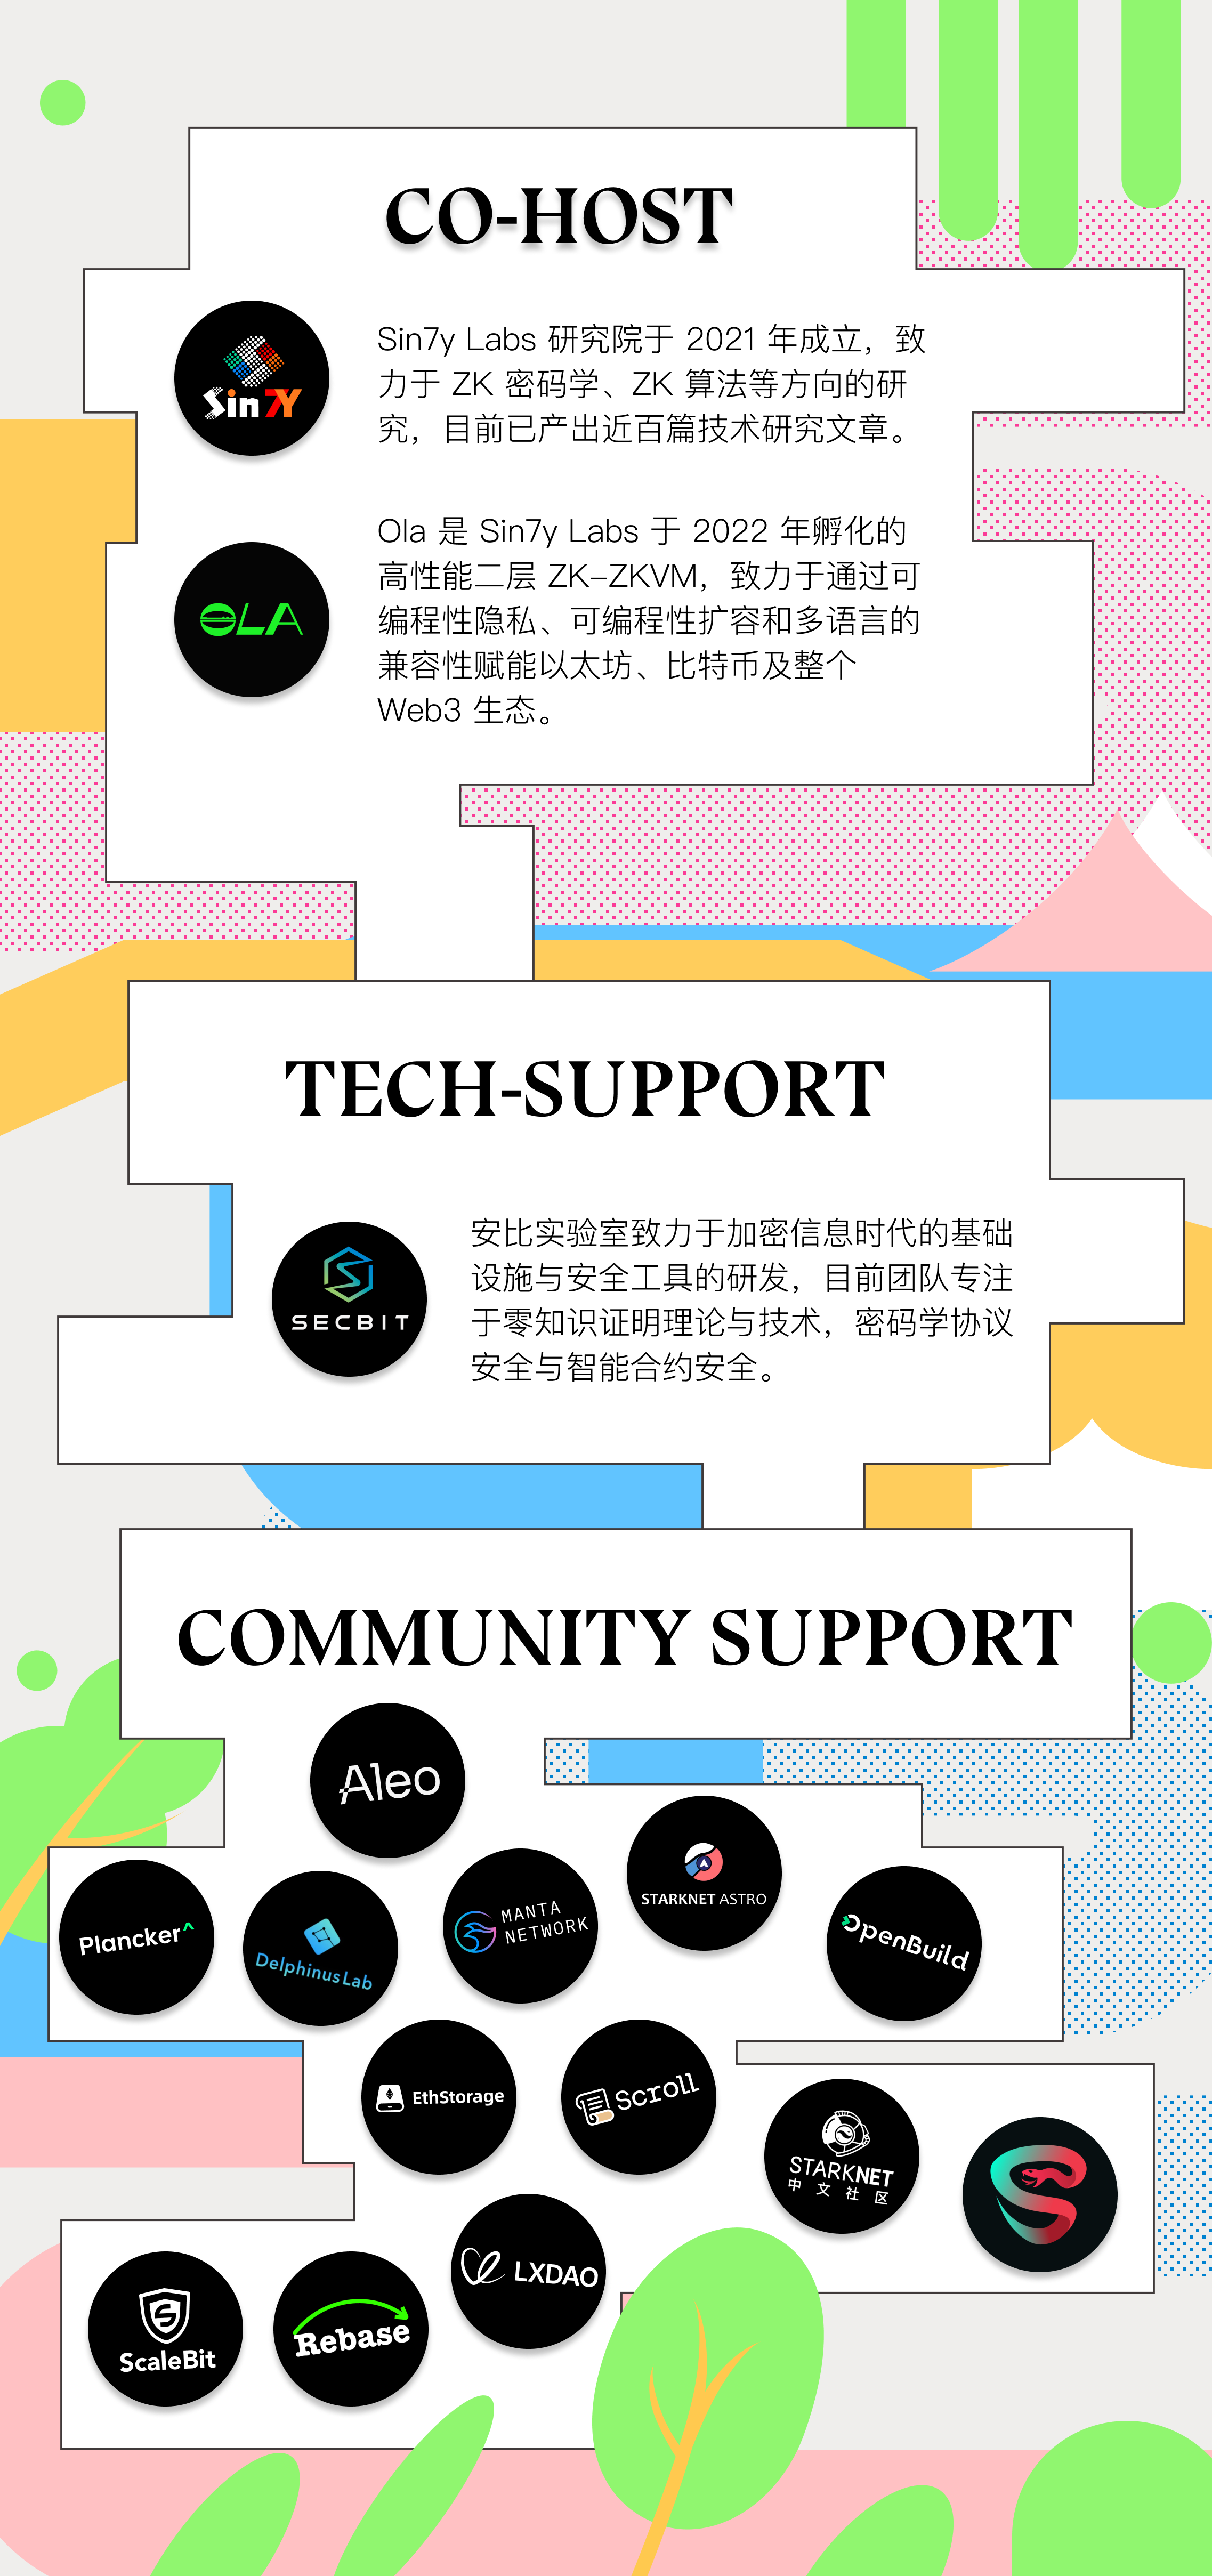 CO-HOST
Sin7Y
Sin7y Labs 研究院于 2021 年成立，致
力于 ZK 密码学、ZK 算法等方向的研
究，目前已产出近百篇技术研究文章。
OLA
Ola 是 Sin7y Labs 于 2022 年孵化的
高性能二层 ZK-ZKVM，致力于通过可
编程性隐私、可编程性扩容和多语言的
兼容性赋能以太坊、比特币及整个
Web3 生态。
TECH-SUPPORT
SECBIT
安比实验室致力于加密信息时代的基础
设施与安全工具的研发，目前团队专注
于零知识证明理论与技术，密码学协议
安全与智能合约安全。
COMMUNITY SUPPORT
Aleo
Plancker^
Delphinus Lab
MANTA
NETWORK
STARKNET ASTRO
OpenBuild
EthStorage
Scroll
STARKNET
中文社区
LXDAO
ScaleBit
Rebase